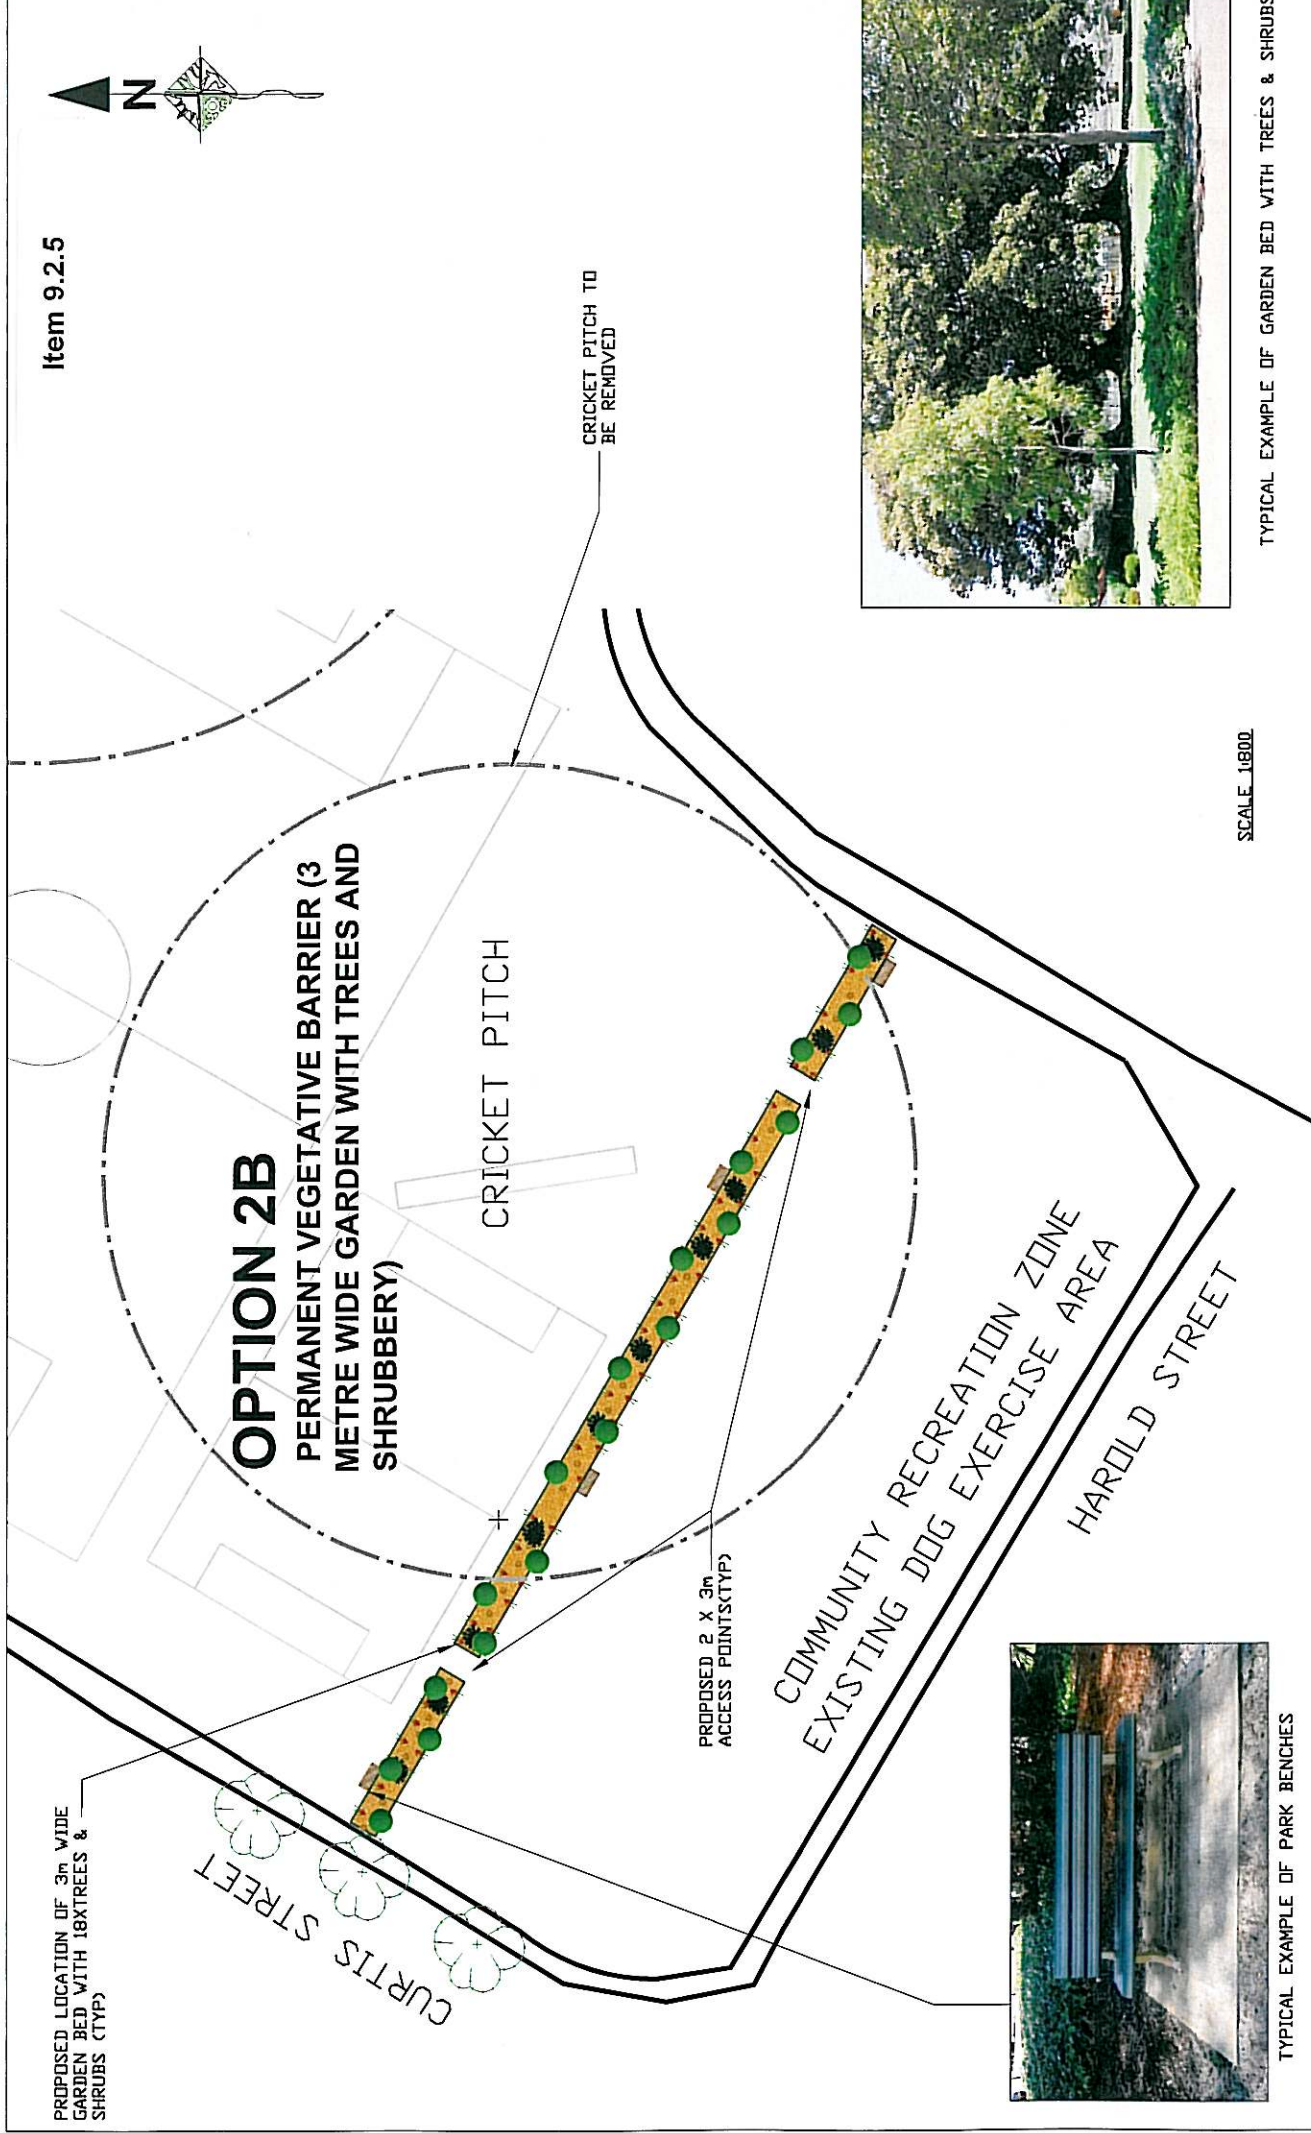 Item 9.2.5
N
PROPOSED LOCATION OF 3m WIDE
GARDEN BED WITH 18XTREES &
SHRUBS (TYP)
OPTION 2B
PERMANENT VEGETATIVE BARRIER (3
METRE WIDE GARDEN WITH TREES AND
SHRUBBERY)
CRICKET PITCH TO
BE REMOVED
CURTIS STREET
CRICKET PITCH
PROPOSED 2 X 3m
ACCESS POINTS(TYP)
COMMUNITY RECREATION ZONE
EXISTING DOG EXERCISE AREA
HAROLD STREET
SCALE 1:800
TYPICAL EXAMPLE OF PARK BENCHES
TYPICAL EXAMPLE OF GARDEN BED WITH TREES & SHRUBS